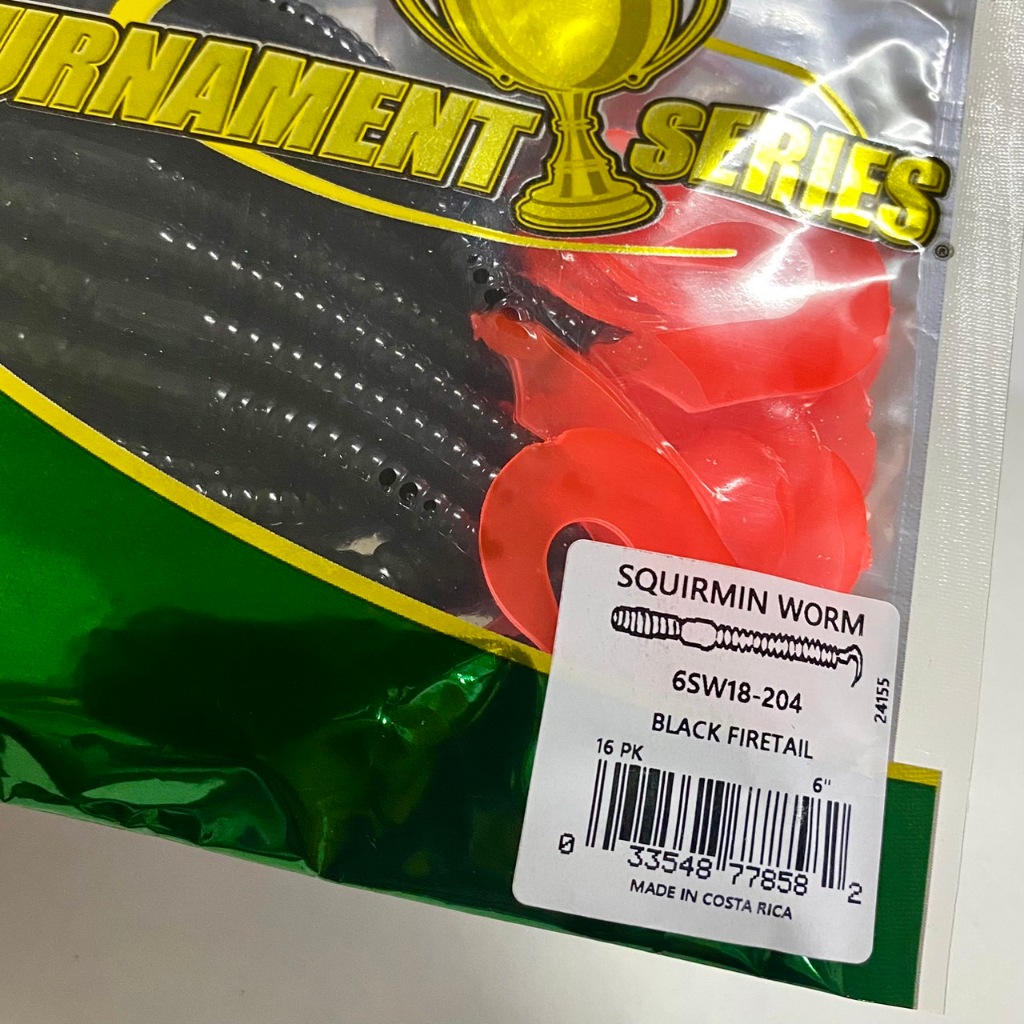 OURNAMENT SERIES®
SQUIRMIN WORM
6SW18-204
24155
BLACK FIRETAIL
16 PK
6"
0 33548 77858 2
MADE IN COSTA RICA